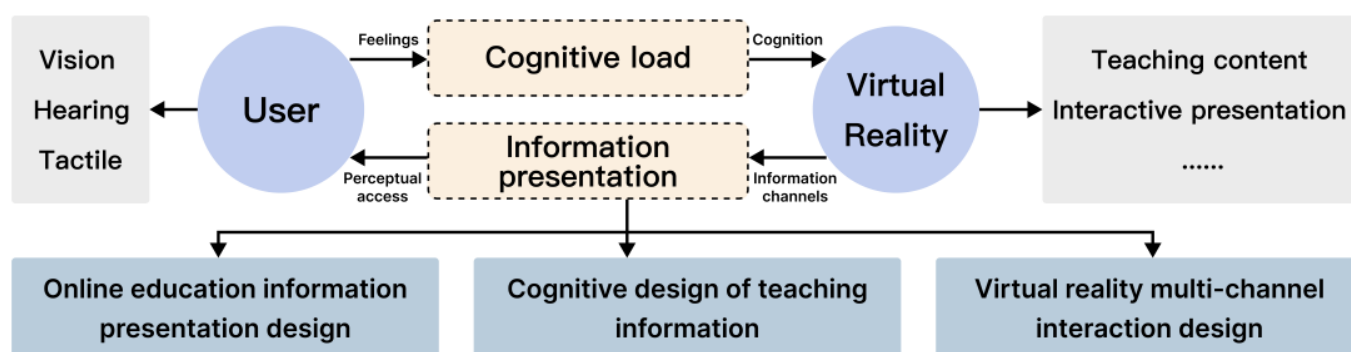 Vision
Hearing
Tactile
User
Feelings
Cognitive load
Cognition
Virtual
Reality
Teaching content
Interactive presentation
......
Perceptual
access
Information
presentation
Information
channels
Online education information
presentation design
Cognitive design of teaching
information
Virtual reality multi-channel
interaction design